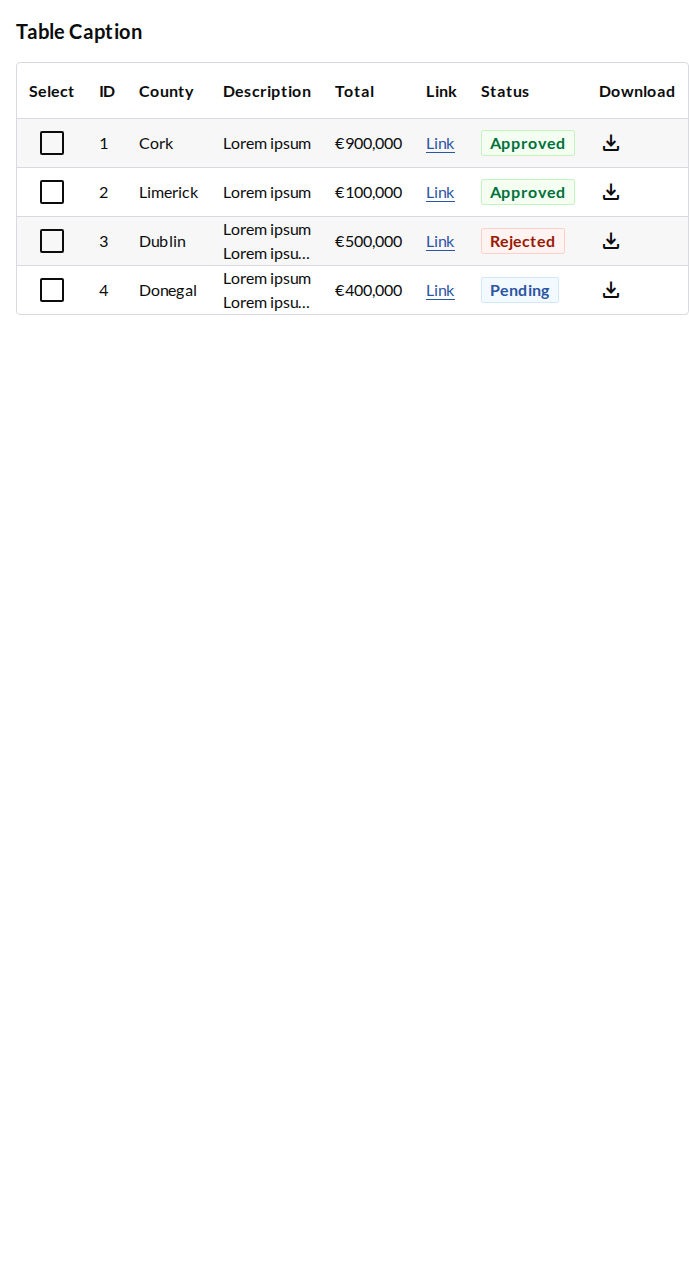 Table Caption
Select ID County Description Total Link Status Download
1 Cork Lorem ipsum €900,000 Link Approved
2 Limerick Lorem ipsum €100,000 Link Approved
3 Dublin Lorem ipsum Lorem ipsu... €500,000 Link Rejected
4 Donegal Lorem ipsum Lorem ipsu... €400,000 Link Pending